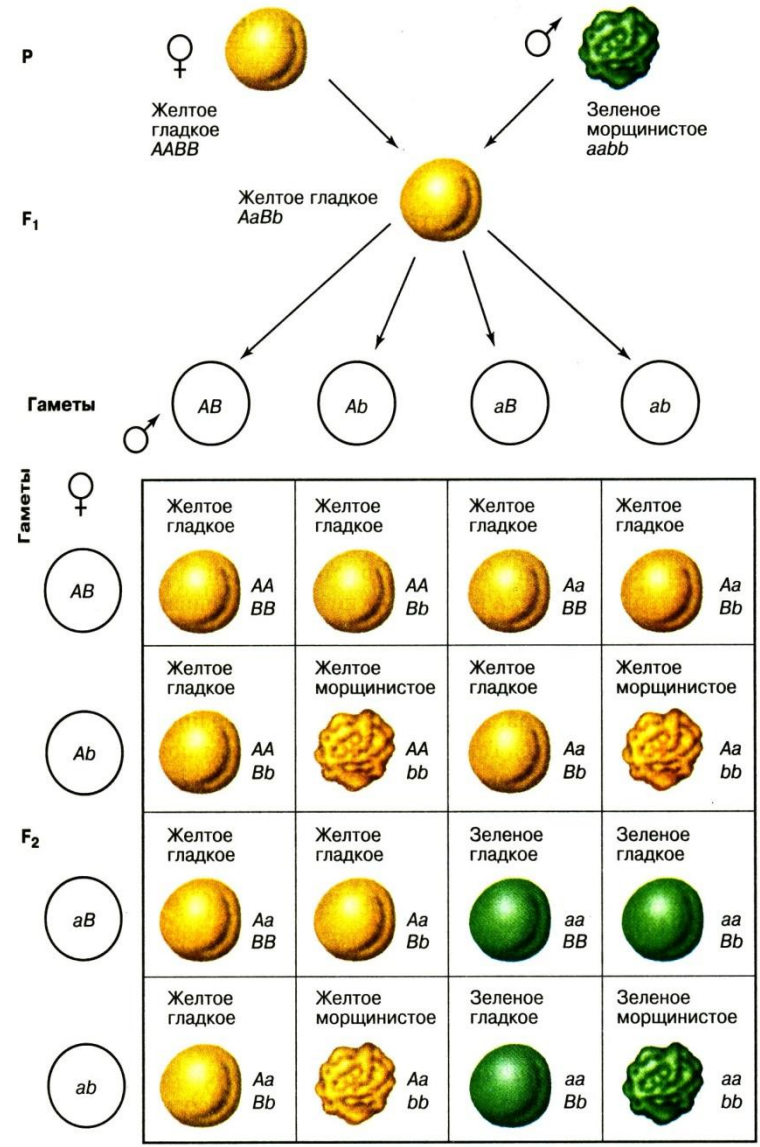 P
♀
♂
Желтое
гладкое
AABB
Зеленое
морщинистое
aabb
Желтое гладкое
AaBb
F₁
Гаметы
♂
AB
Ab
aB
ab
Гаметы
♀
Желтое
гладкое
AA
BB
Желтое
гладкое
AA
Bb
Желтое
гладкое
Aa
BB
Желтое
гладкое
Aa
Bb
AB
Желтое
гладкое
AA
Bb
Желтое
морщинистое
AA
bb
Желтое
гладкое
Aa
Bb
Желтое
морщинистое
Aa
bb
Ab
F₂
Желтое
гладкое
Aa
BB
Желтое
гладкое
Aa
Bb
Зеленое
гладкое
aa
BB
Зеленое
гладкое
aa
Bb
aB
Желтое
гладкое
Aa
Bb
Желтое
морщинистое
Aa
bb
Зеленое
гладкое
aa
Bb
Зеленое
морщинистое
aa
bb
ab